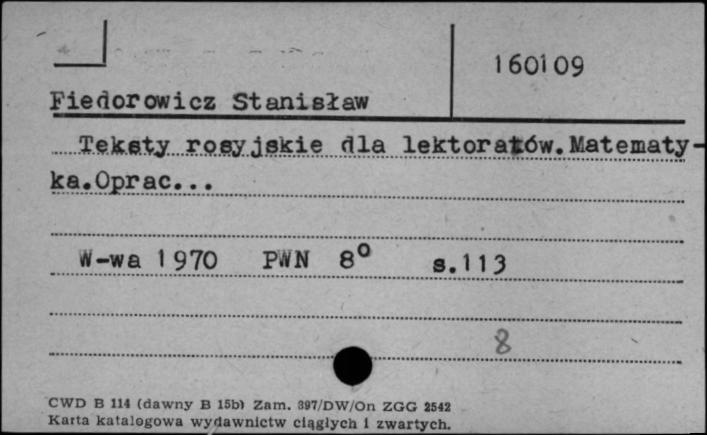 160109
Fiedorowicz Stanisław
Teksty rosyjskie dla lektoratów. Matematy-
ka. Oprac...
W-wa 1970 PWN 8° s.113
8
CWD B 114 (dawny B 15b) Zam. 397/DW/On ZGG 2542
Karta katalogowa wydawnictw ciągłych i zwartych.